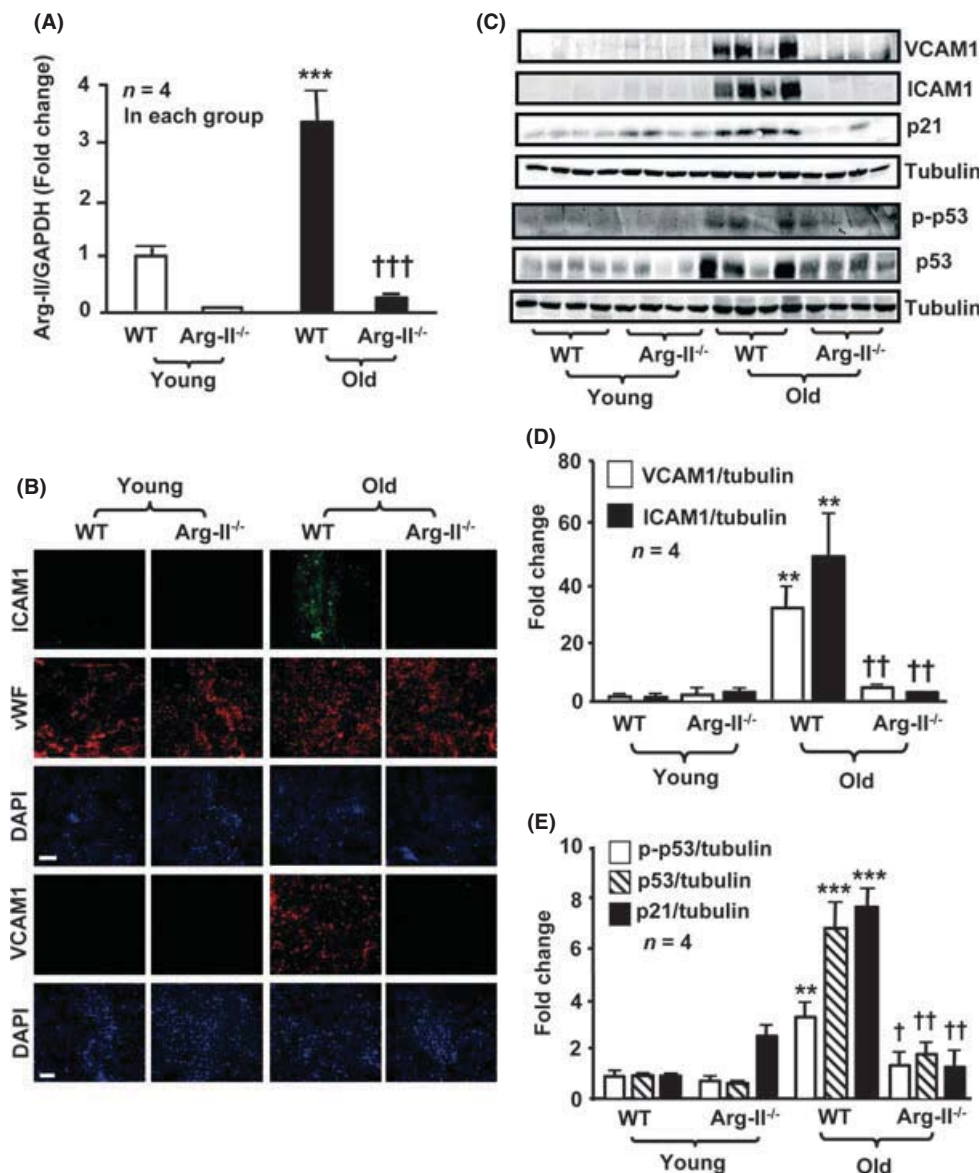 (A)
Arg-II/GAPDH (Fold change)
n = 4
In each group
4
3
2
1
0
***
†††
WT
Arg-II-/-
WT
Arg-II-/-
Young
Old
(B)
Young
Old
WT
Arg-II-/-
WT
Arg-II-/-
ICAM1
vWF
DAPI
VCAM1
DAPI
(C)
VCAM1
ICAM1
p21
Tubulin
p-p53
p53
Tubulin
WT
Arg-II-/-
WT
Arg-II-/-
Young
Old
(D)
Fold change
80
60
40
20
0
VCAM1/tubulin
ICAM1/tubulin
n = 4
**
**
††
††
WT
Arg-II-/-
WT
Arg-II-/-
Young
Old
(E)
Fold change
10
8
6
4
2
0
p-p53/tubulin
p53/tubulin
p21/tubulin
n = 4
**
***
***
†
††
††
WT
Arg-II-/-
WT
Arg-II-/-
Young
Old